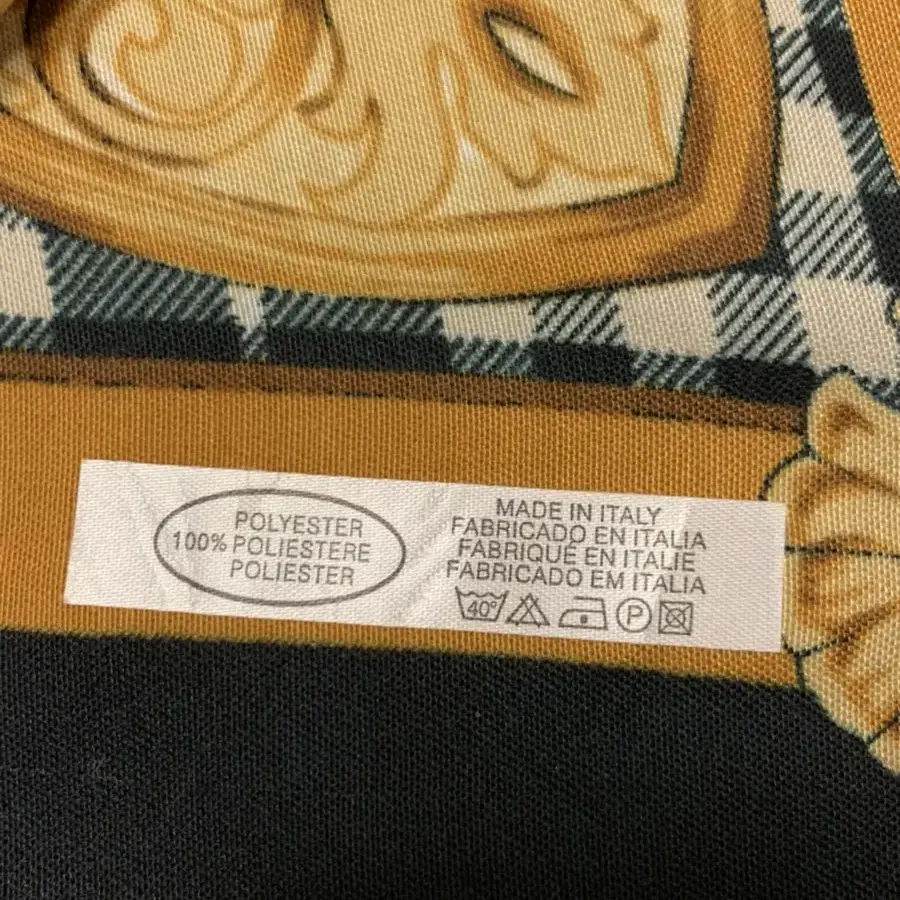 POLYESTER
100% POLIESTERE
POLIESTER
MADE IN ITALY
FABRICADO EN ITALIA
FABRIQUÉ EN ITALIE
FABRICADO EM ITALIA
40° P